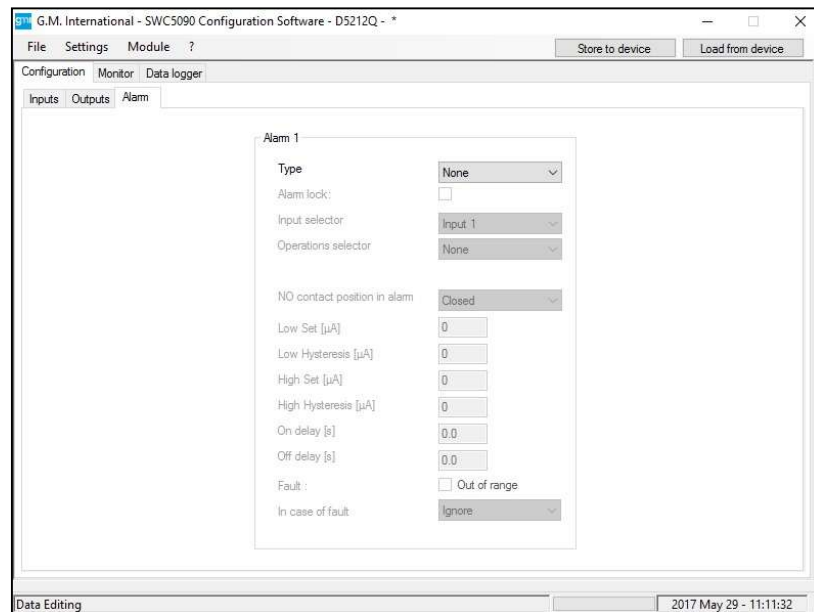 gmi G.M. International - SWC5090 Configuration Software - D5212Q - *
File Settings Module ? Store to device Load from device
Configuration Monitor Data logger
Inputs Outputs Alarm
Alarm 1
Type None
Alarm lock:
Input selector Input 1
Operations selector None
NO contact position in alarm Closed
Low Set [µA] 0
Low Hysteresis [µA] 0
High Set [µA] 0
High Hysteresis [µA] 0
On delay [s] 0.0
Off delay [s] 0.0
Fault : Out of range
In case of fault Ignore
Data Editing 2017 May 29 - 11:11:32